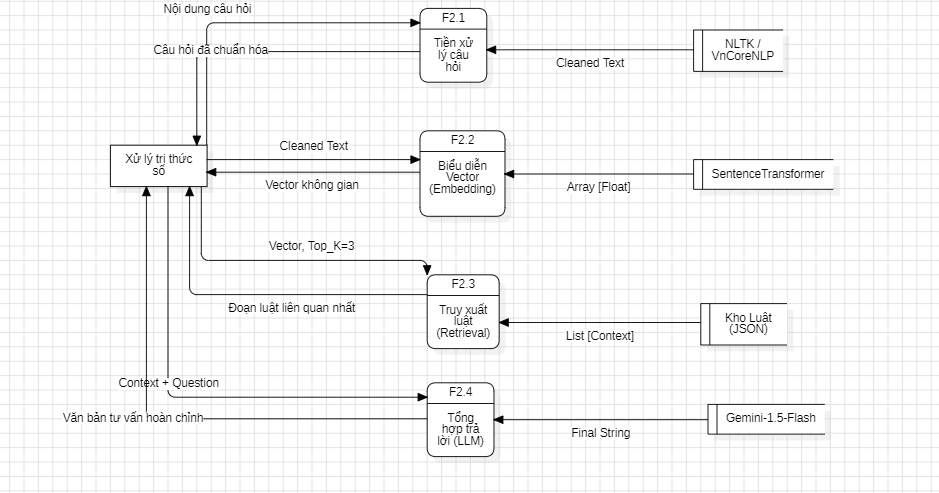 Nội dung câu hỏi
F2.1
Tiền xử
lý câu
hỏi
Câu hỏi đã chuẩn hóa
NLTK /
VnCoreNLP
Cleaned Text
Xử lý tri thức
số
Cleaned Text
Vector không gian
F2.2
Biểu diễn
Vector
(Embedding)
SentenceTransformer
Array [Float]
Vector, Top_K=3
F2.3
Truy xuất
luật
(Retrieval)
Đoạn luật liên quan nhất
Kho Luật
(JSON)
List [Context]
Context + Question
F2.4
Tổng
hợp trả
lời (LLM)
Văn bản tư vấn hoàn chỉnh
Gemini-1.5-Flash
Final String